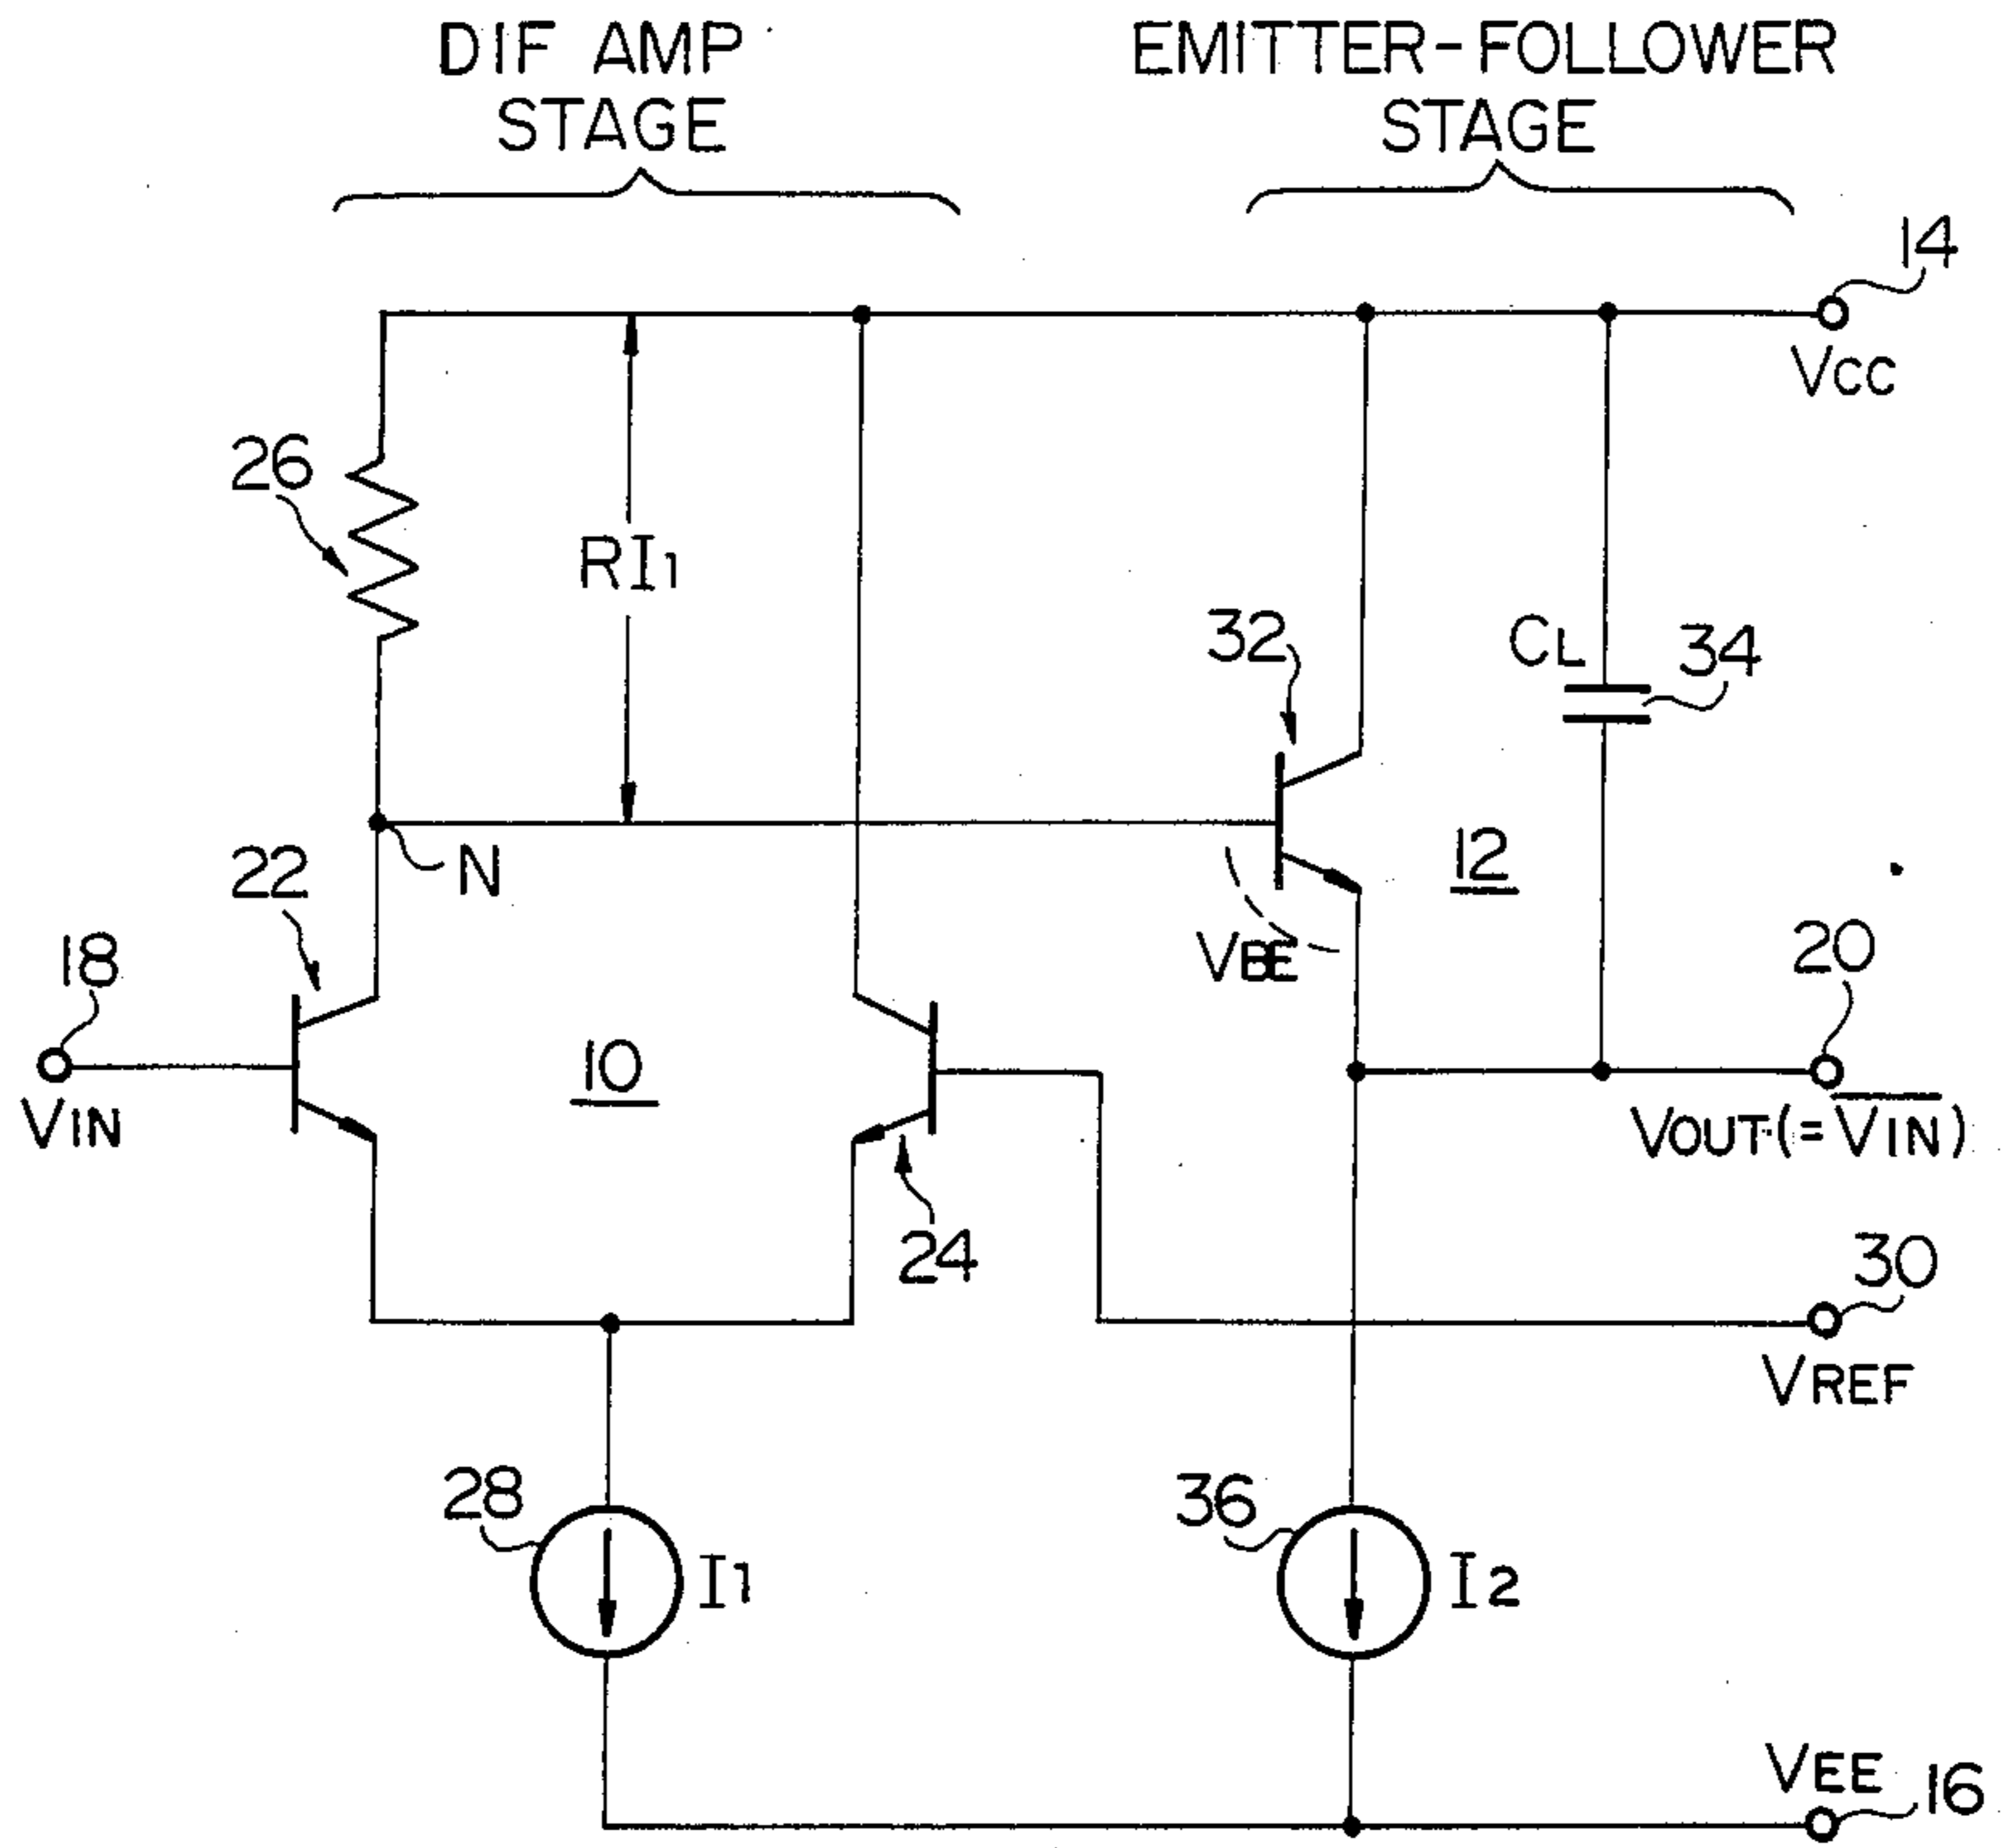 DIF AMP
STAGE
EMITTER-FOLLOWER
STAGE
14
VCC
26
RI1
32
CL
34
N
22
12
18
VBE
20
10
VIN
VOUT(=V̅I̅N̅)
24
30
VREF
28
I1
36
I2
VEE
16